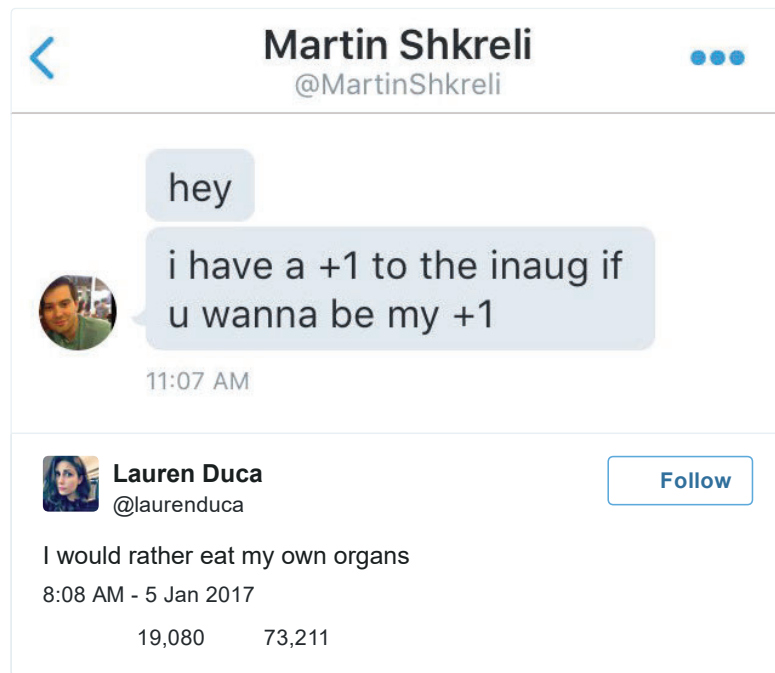 Martin Shkreli
@MartinShkreli
hey
i have a +1 to the inaug if
u wanna be my +1
11:07 AM
Lauren Duca
@laurenduca
Follow
I would rather eat my own organs
8:08 AM - 5 Jan 2017
19,080 73,211